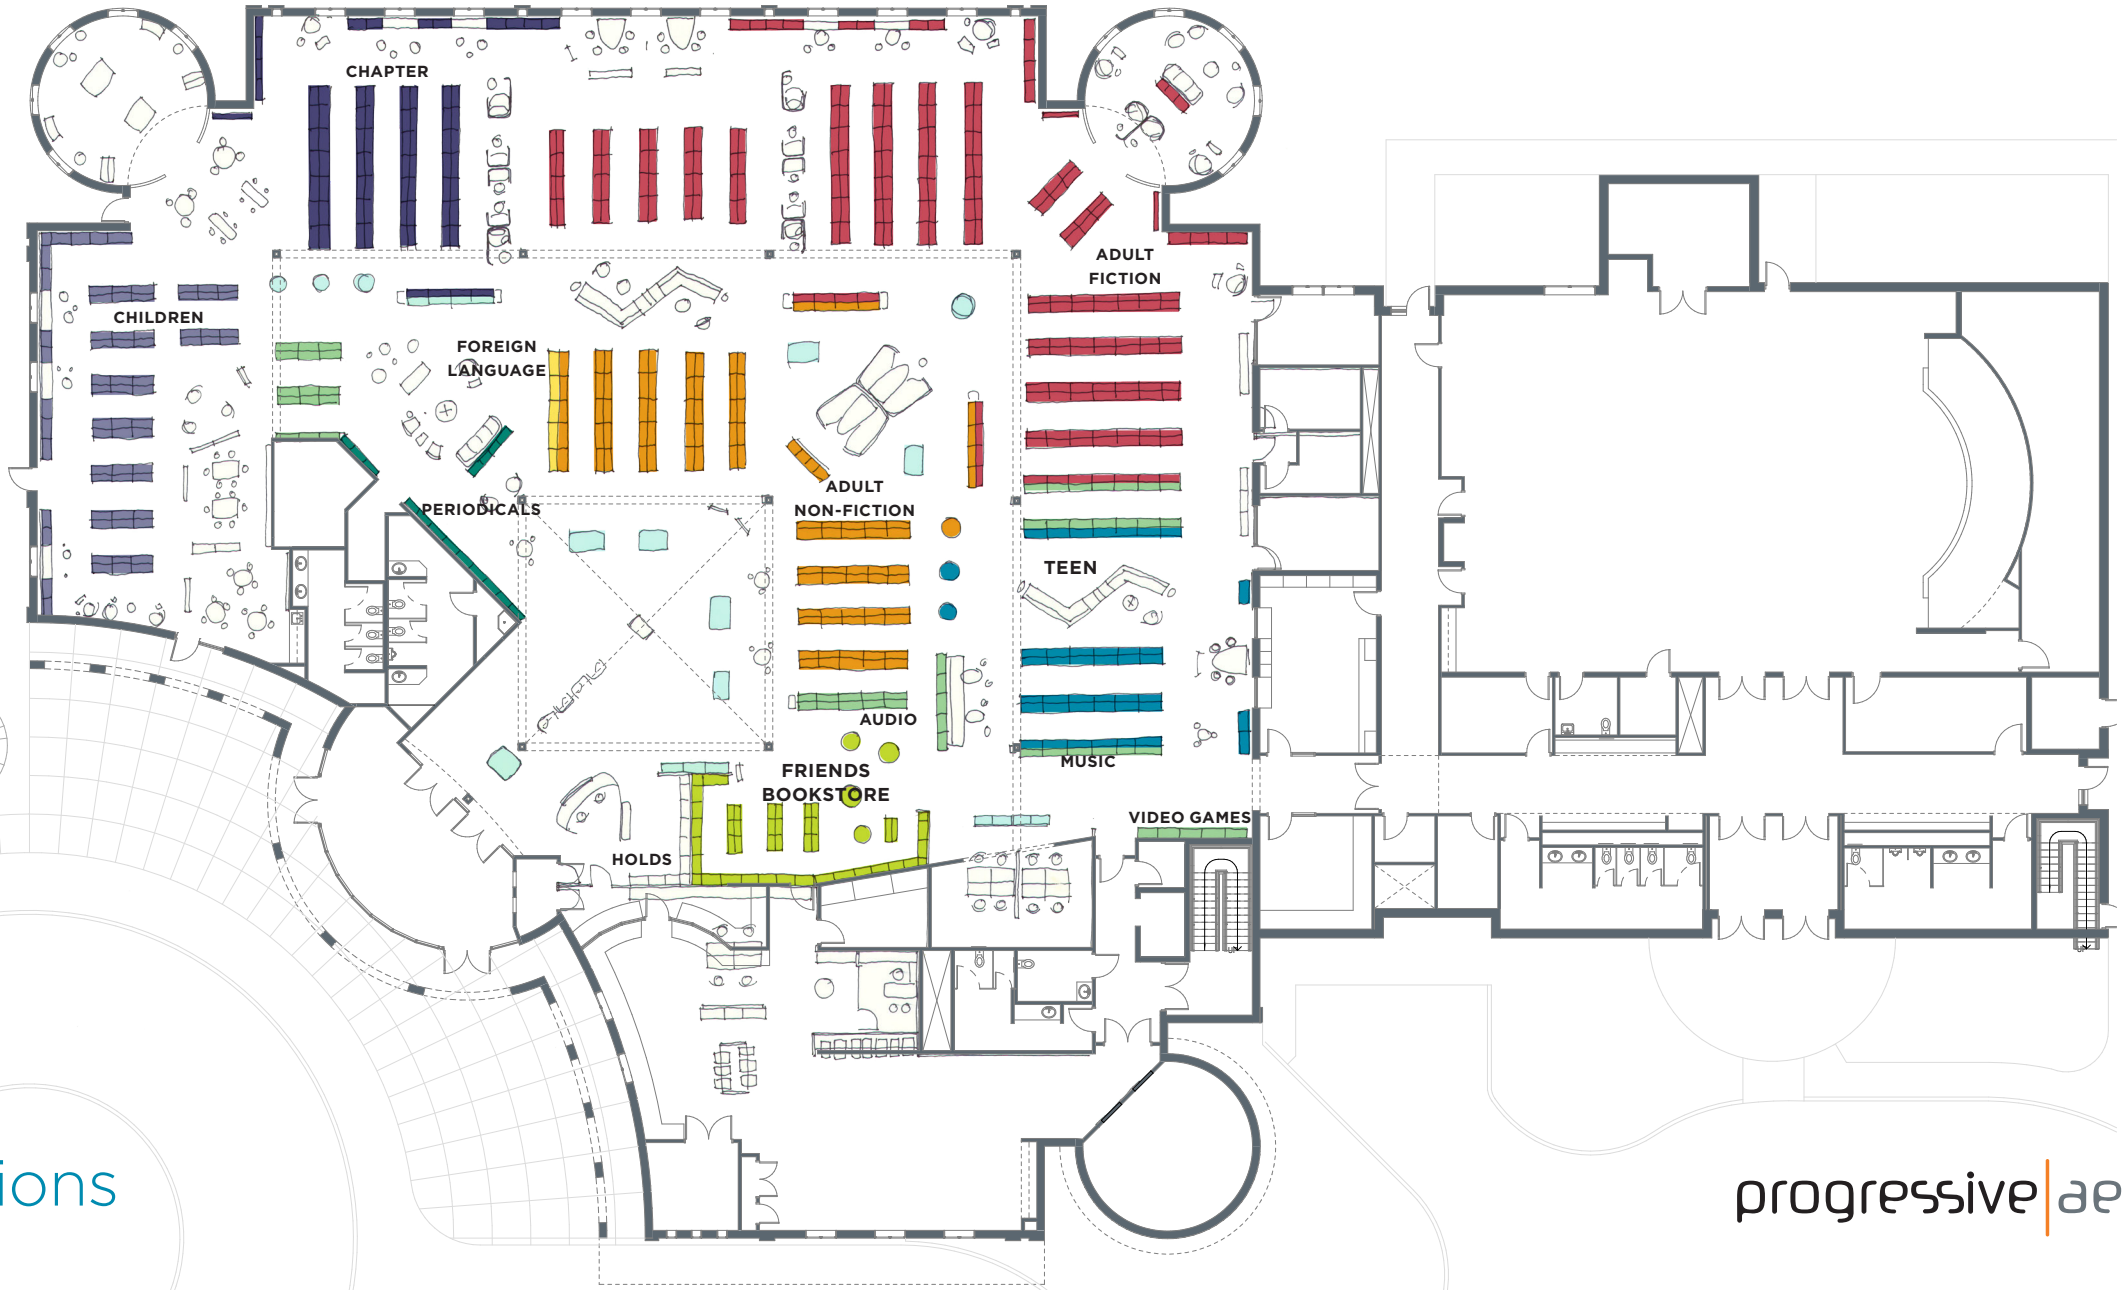 CHAPTER
ADULT
FICTION
CHILDREN
FOREIGN
LANGUAGE
ADULT
NON-FICTION
PERIODICALS
TEEN
AUDIO
MUSIC
FRIENDS
BOOKSTORE
VIDEO GAMES
HOLDS
ions
progressive|ae